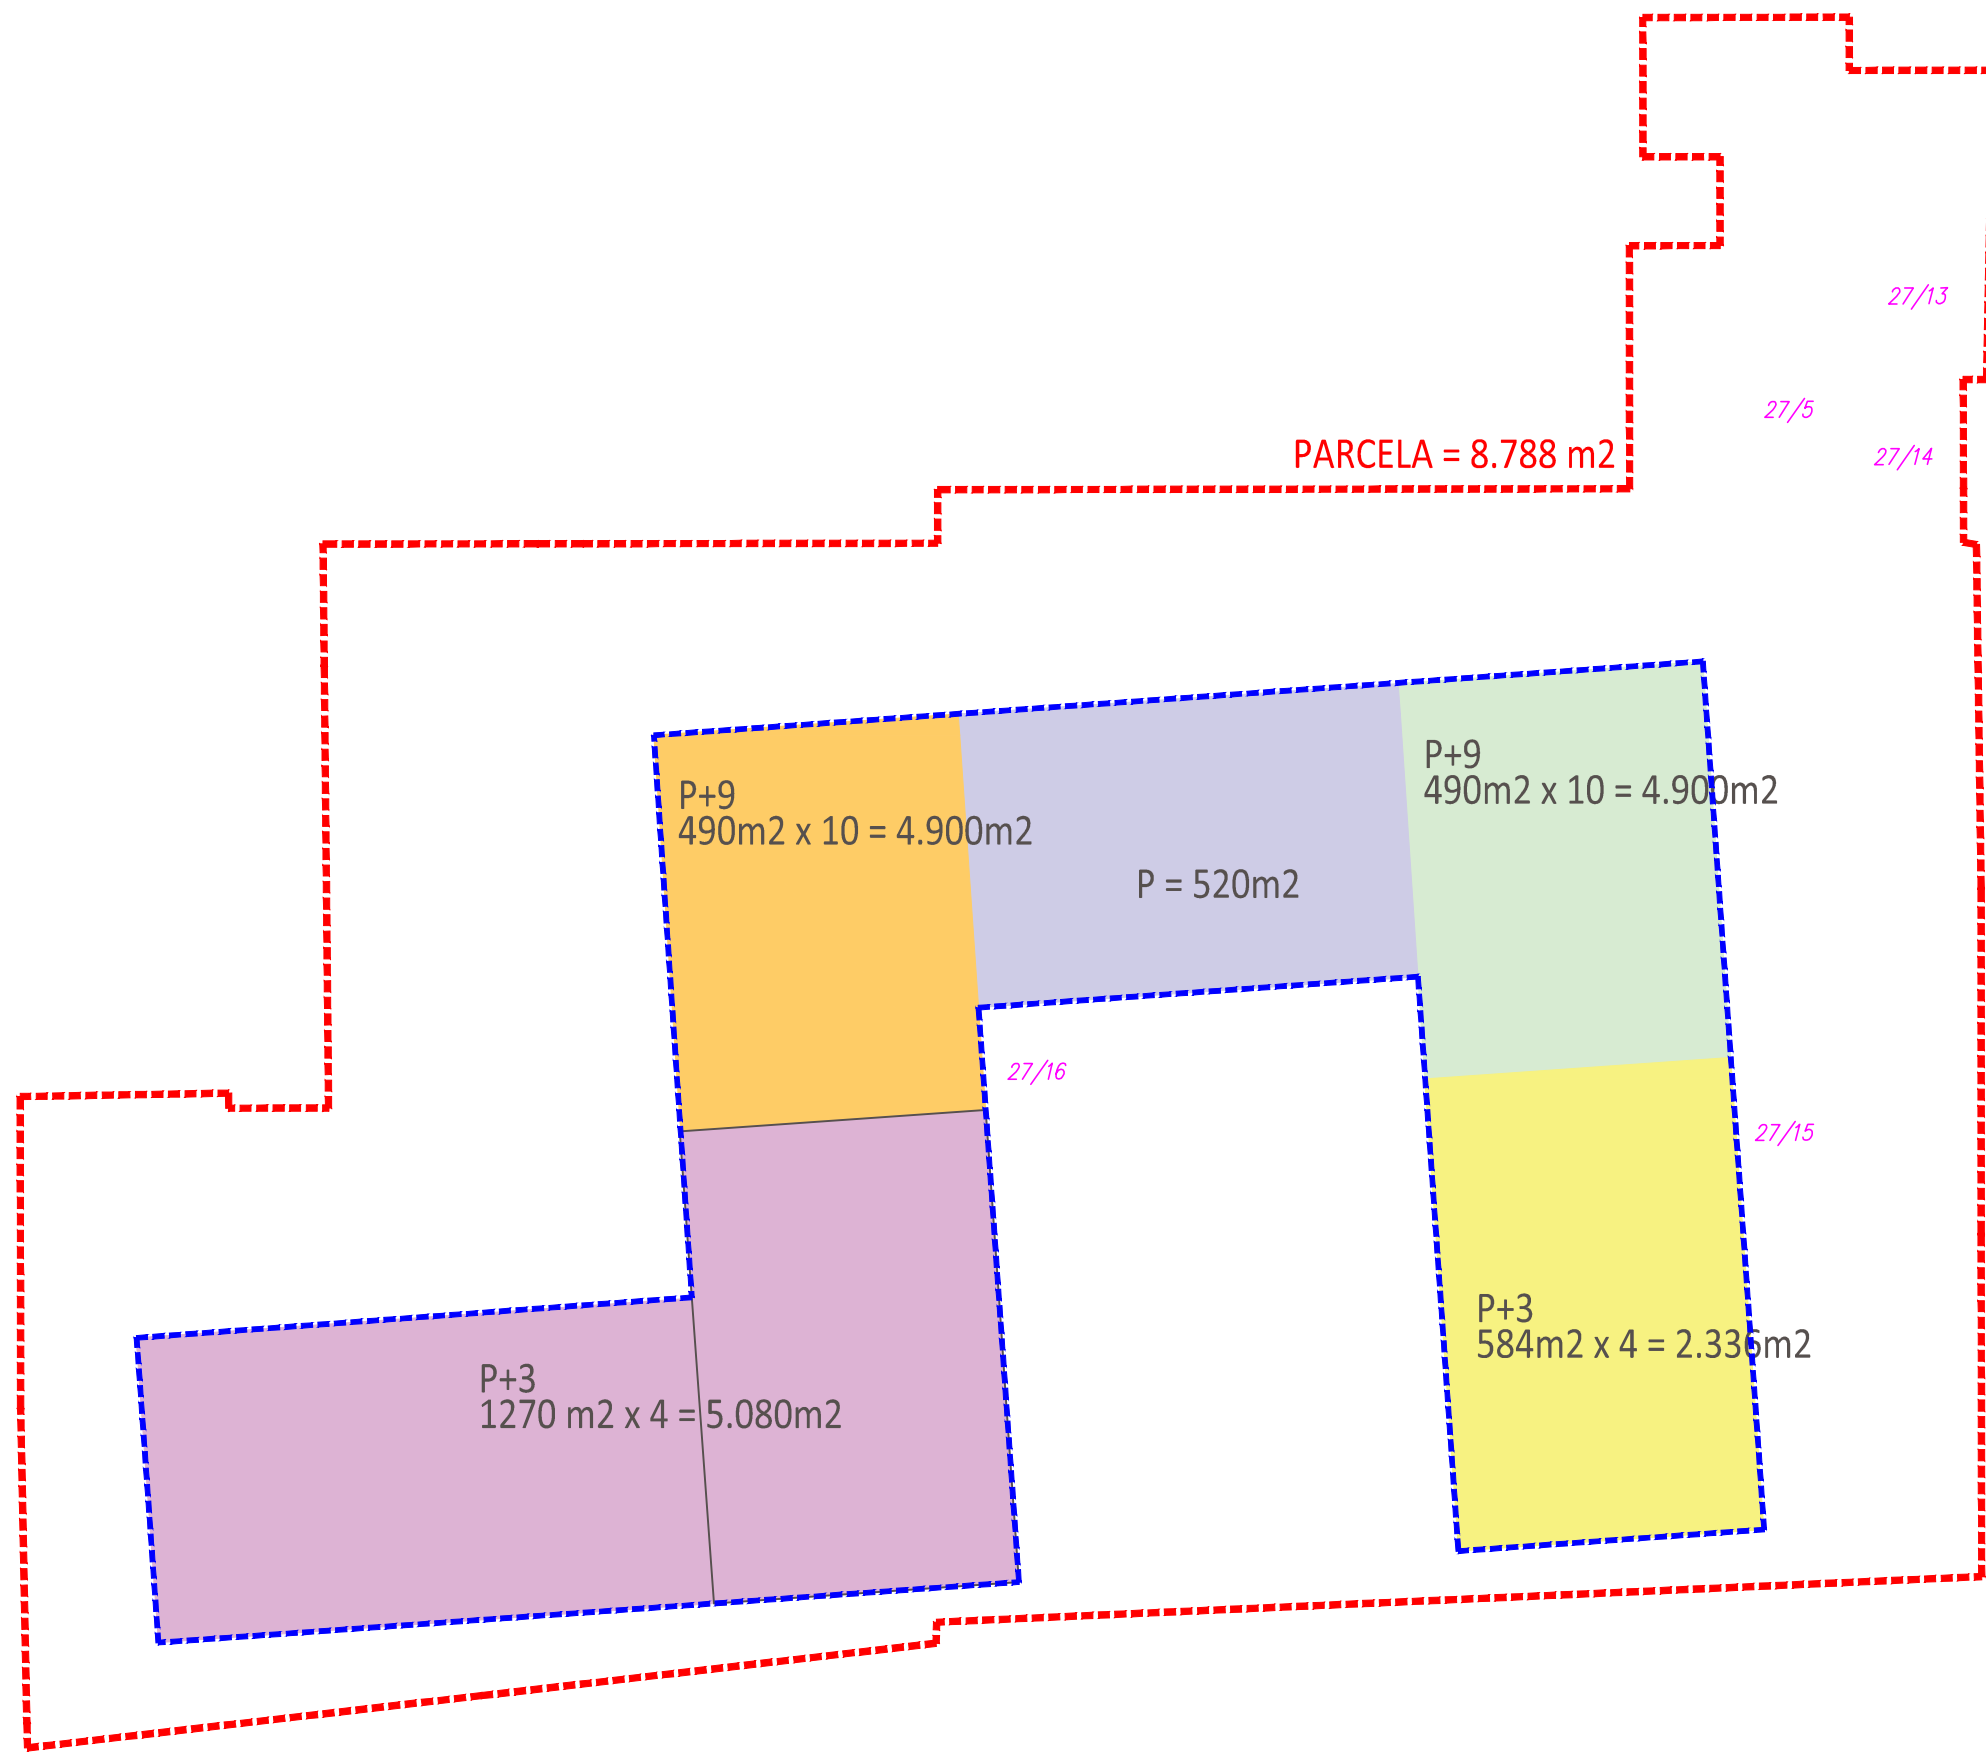 27/13
27/5
PARCELA = 8.788 m2
27/14
P+9
490m2 x 10 = 4.900m2
P+9
490m2 x 10 = 4.900m2
P = 520m2
27/16
27/15
P+3
584m2 x 4 = 2.336m2
P+3
1270 m2 x 4 = 5.080m2